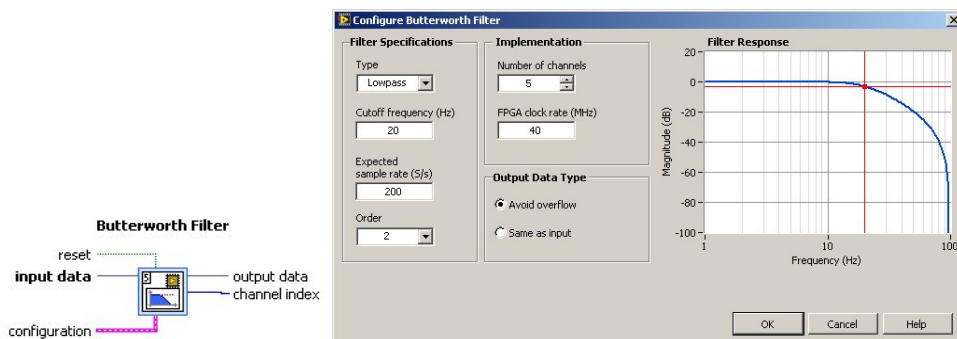 Butterworth Filter
reset
input data
output data
channel index
configuration
5
Configure Butterworth Filter
Filter Specifications
Type
Lowpass
Cutoff frequency (Hz)
20
Expected
sample rate (S/s)
200
Order
2
Implementation
Number of channels
5
FPGA clock rate (MHz)
40
Output Data Type
Avoid overflow
Same as input
Filter Response
Magnitude (dB)
20
0
-20
-40
-60
-80
-100
1
10
100
Frequency (Hz)
OK
Cancel
Help